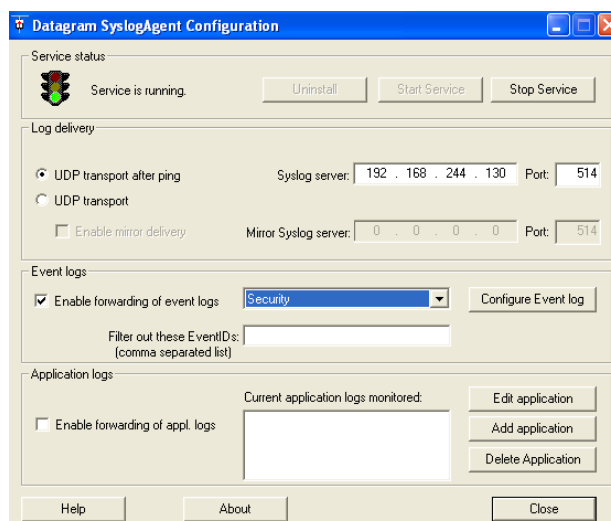 Datagram SyslogAgent Configuration
Service status
Service is running.
Uninstall
Start Service
Stop Service
Log delivery
UDP transport after ping
Syslog server: 192 . 168 . 244 . 130 Port: 514
UDP transport
Enable mirror delivery
Mirror Syslog server: 0 . 0 . 0 . 0 Port: 514
Event logs
Enable forwarding of event logs
Security
Configure Event log
Filter out these EventIDs:
(comma separated list)
Application logs
Current application logs monitored:
Enable forwarding of appl. logs
Edit application
Add application
Delete Application
Help
About
Close